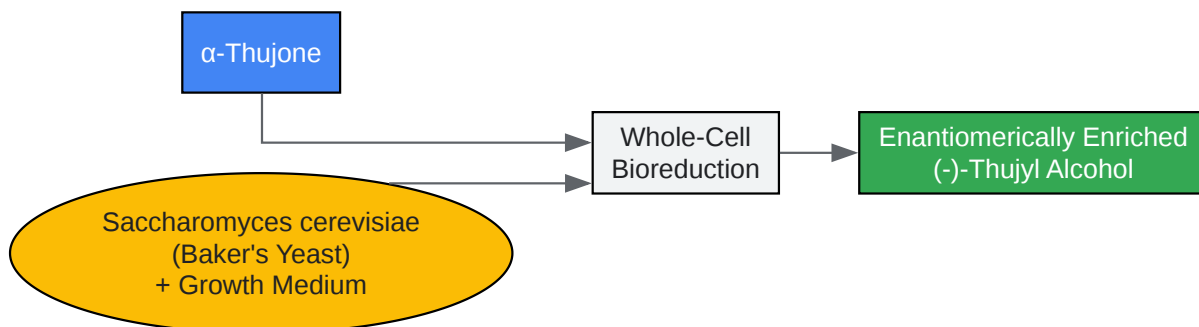 α-Thujone
Whole-Cell
Bioreduction
Enantiomerically Enriched
(-)-Thujyl Alcohol
Saccharomyces cerevisiae
(Baker's Yeast)
+ Growth Medium